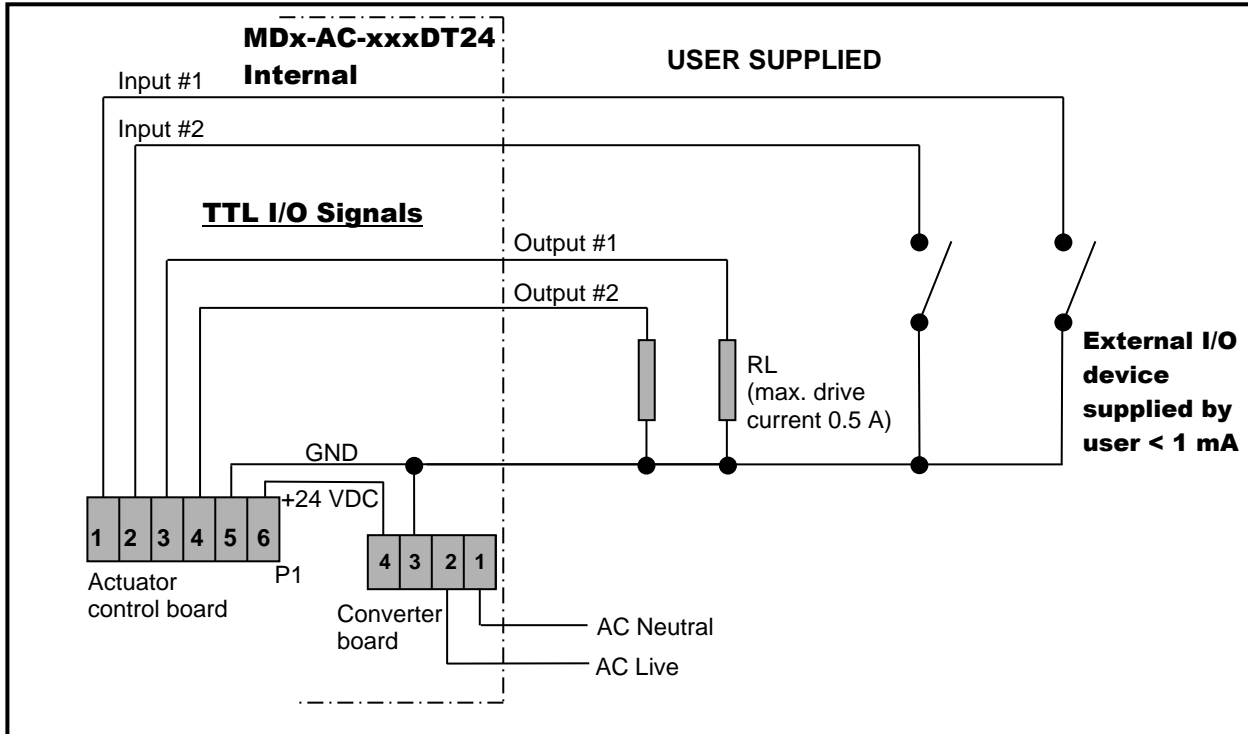 MDx-AC-xxxDT24
Internal
USER SUPPLIED
Input #1
Input #2
TTL I/O Signals
Output #1
Output #2
RL
(max. drive
current 0.5 A)
External I/O
device
supplied by
user < 1 mA
GND
+24 VDC
1 2 3 4 5 6
P1
Actuator
control board
4 3 2 1
Converter
board
AC Neutral
AC Live